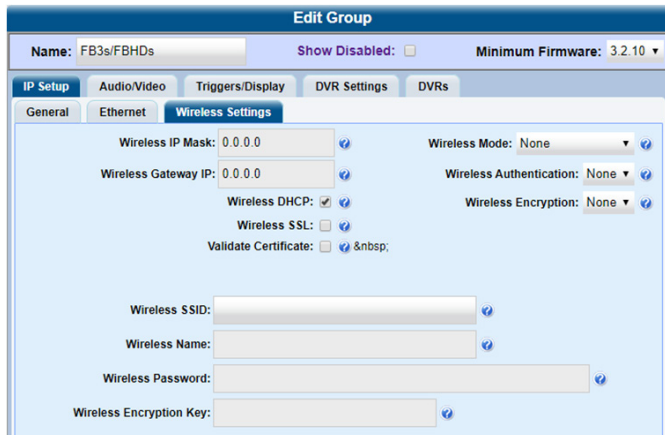 Edit Group
Name: FB3s/FBHDs Show Disabled: Minimum Firmware: 3.2.10
IP Setup Audio/Video Triggers/Display DVR Settings DVRs
General Ethernet Wireless Settings
Wireless IP Mask: 0.0.0.0 Wireless Mode: None
Wireless Gateway IP: 0.0.0.0 Wireless Authentication: None
Wireless DHCP: Wireless Encryption: None
Wireless SSL:
Validate Certificate: &nbsp;
Wireless SSID:
Wireless Name:
Wireless Password:
Wireless Encryption Key: